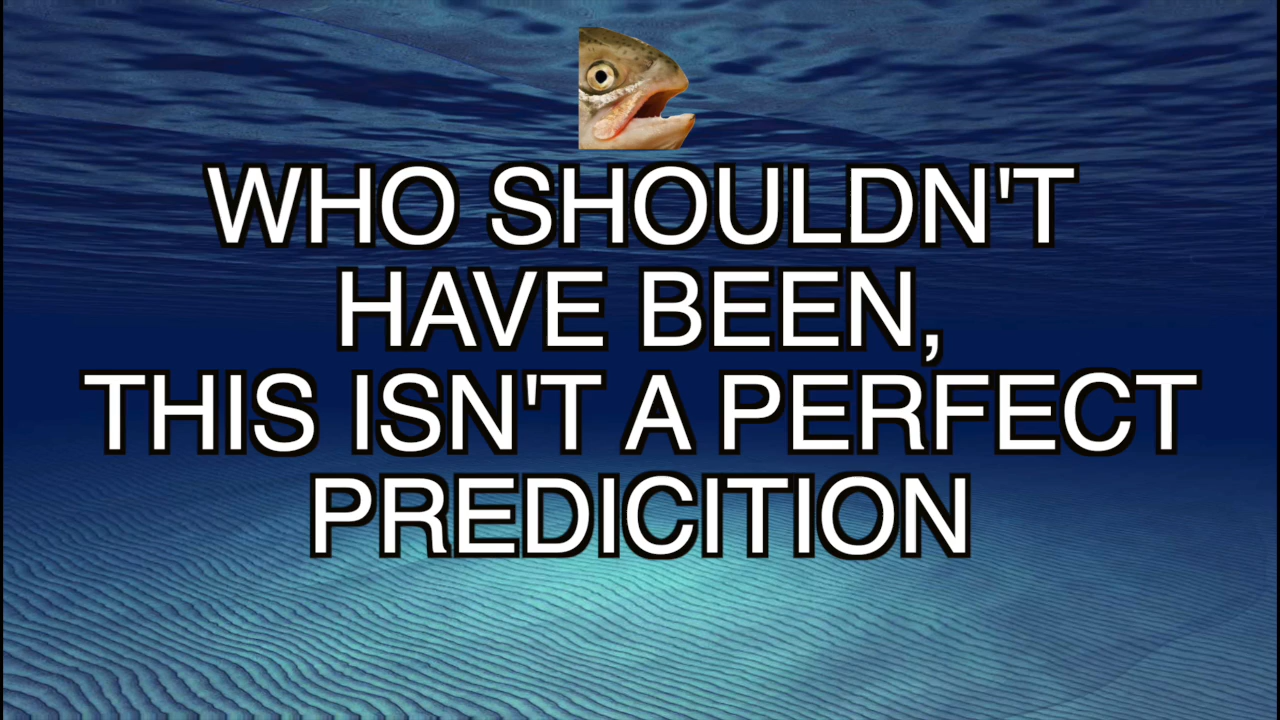 WHO SHOULDN'T
HAVE BEEN,
THIS ISN'T A PERFECT
PREDICITION